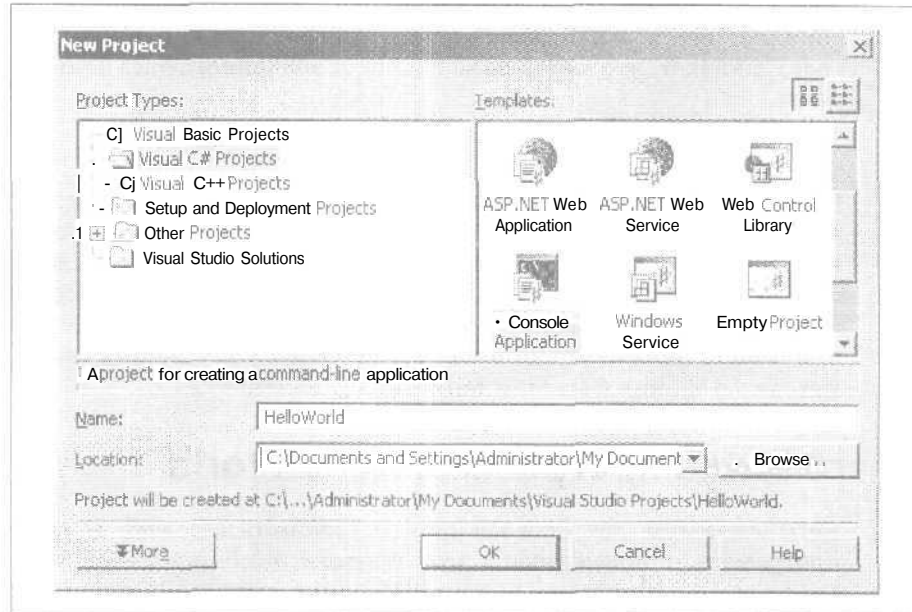 New Project
Project Types:
Templates:
C] Visual Basic Projects
. Visual C# Projects
| - Cj Visual C++ Projects
- Setup and Deployment Projects
.1 Other Projects
Visual Studio Solutions
ASP.NET Web Application
ASP.NET Web Service
Web Control Library
• Console Application
Windows Service
Empty Project
A project for creating a command-line application
Name:
HelloWorld
Location:
C:\Documents and Settings\Administrator\My Document
. Browse . .
Project will be created at C:\...\Administrator\My Documents\Visual Studio Projects\HelloWorld.
More
OK
Cancel
Help